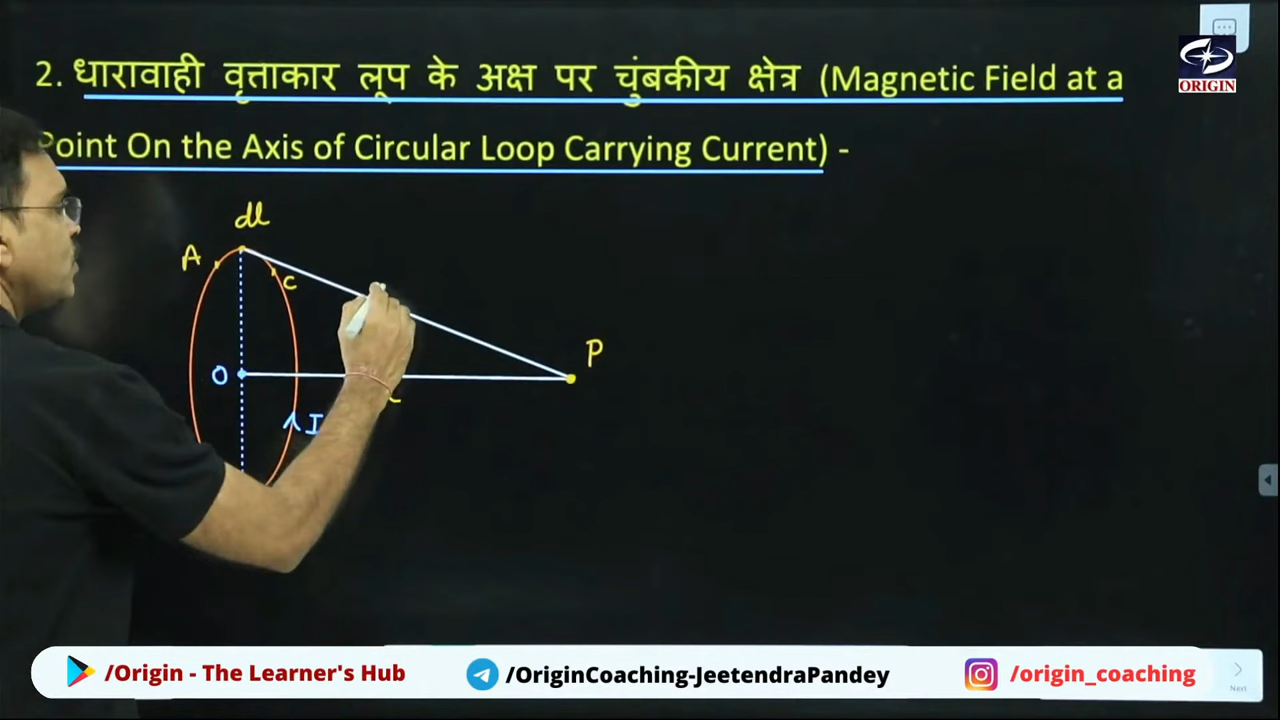 2. धारावाही वृत्ताकार लूप के अक्ष पर चुंबकीय क्षेत्र (Magnetic Field at a
Point On the Axis of Circular Loop Carrying Current) -
ORIGIN
dl
A
C
P
O
I
/Origin - The Learner's Hub
/OriginCoaching-JeetendraPandey
/origin_coaching
Next